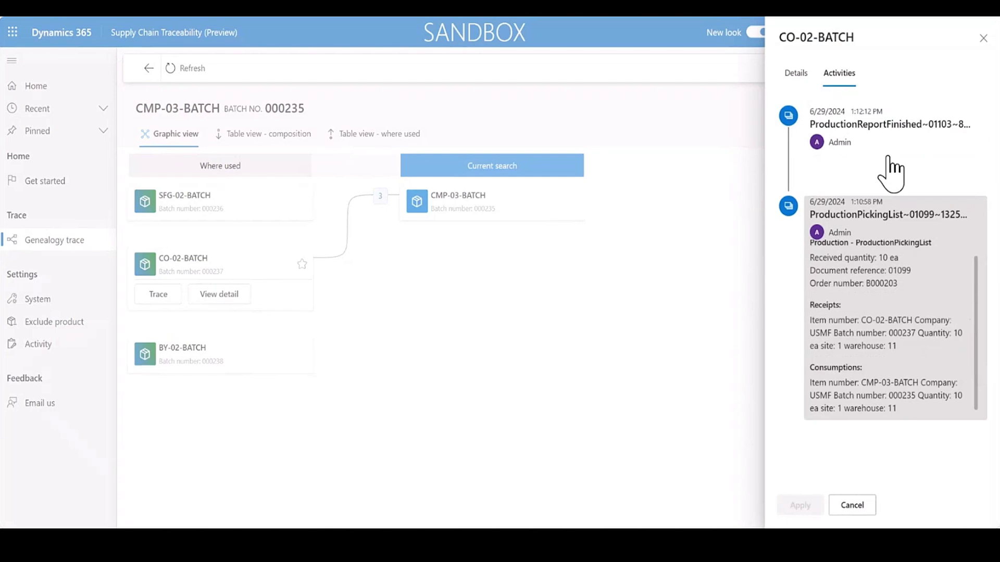 Dynamics 365
Supply Chain Traceability (Preview)
SANDBOX
New look
Home
Recent
Pinned
Home
Get started
Trace
Genealogy trace
Settings
System
Exclude product
Activity
Feedback
Email us
Refresh
CMP-03-BATCH BATCH NO. 000235
Graphic view
Table view - composition
Table view - where used
Where used
Current search
SFG-02-BATCH
Batch number: 000236
3
CMP-03-BATCH
Batch number: 000235
CO-02-BATCH
Batch number: 000237
Trace
View detail
BY-02-BATCH
Batch number: 000238
CO-02-BATCH
Details
Activities
6/29/2024 1:12:12 PM
ProductionReportFinished~01103~8...
A Admin
6/29/2024 1:10:58 PM
ProductionPickingList~01099~1325...
A Admin
Production - ProductionPickingList
Received quantity: 10 ea
Document reference: 01099
Order number: B000203
Receipts:
Item number: CO-02-BATCH Company:
USMF Batch number: 000237 Quantity: 10
ea site: 1 warehouse: 11
Consumptions:
Item number: CMP-03-BATCH Company:
USMF Batch number: 000235 Quantity: 10
ea site: 1 warehouse: 11
Apply
Cancel